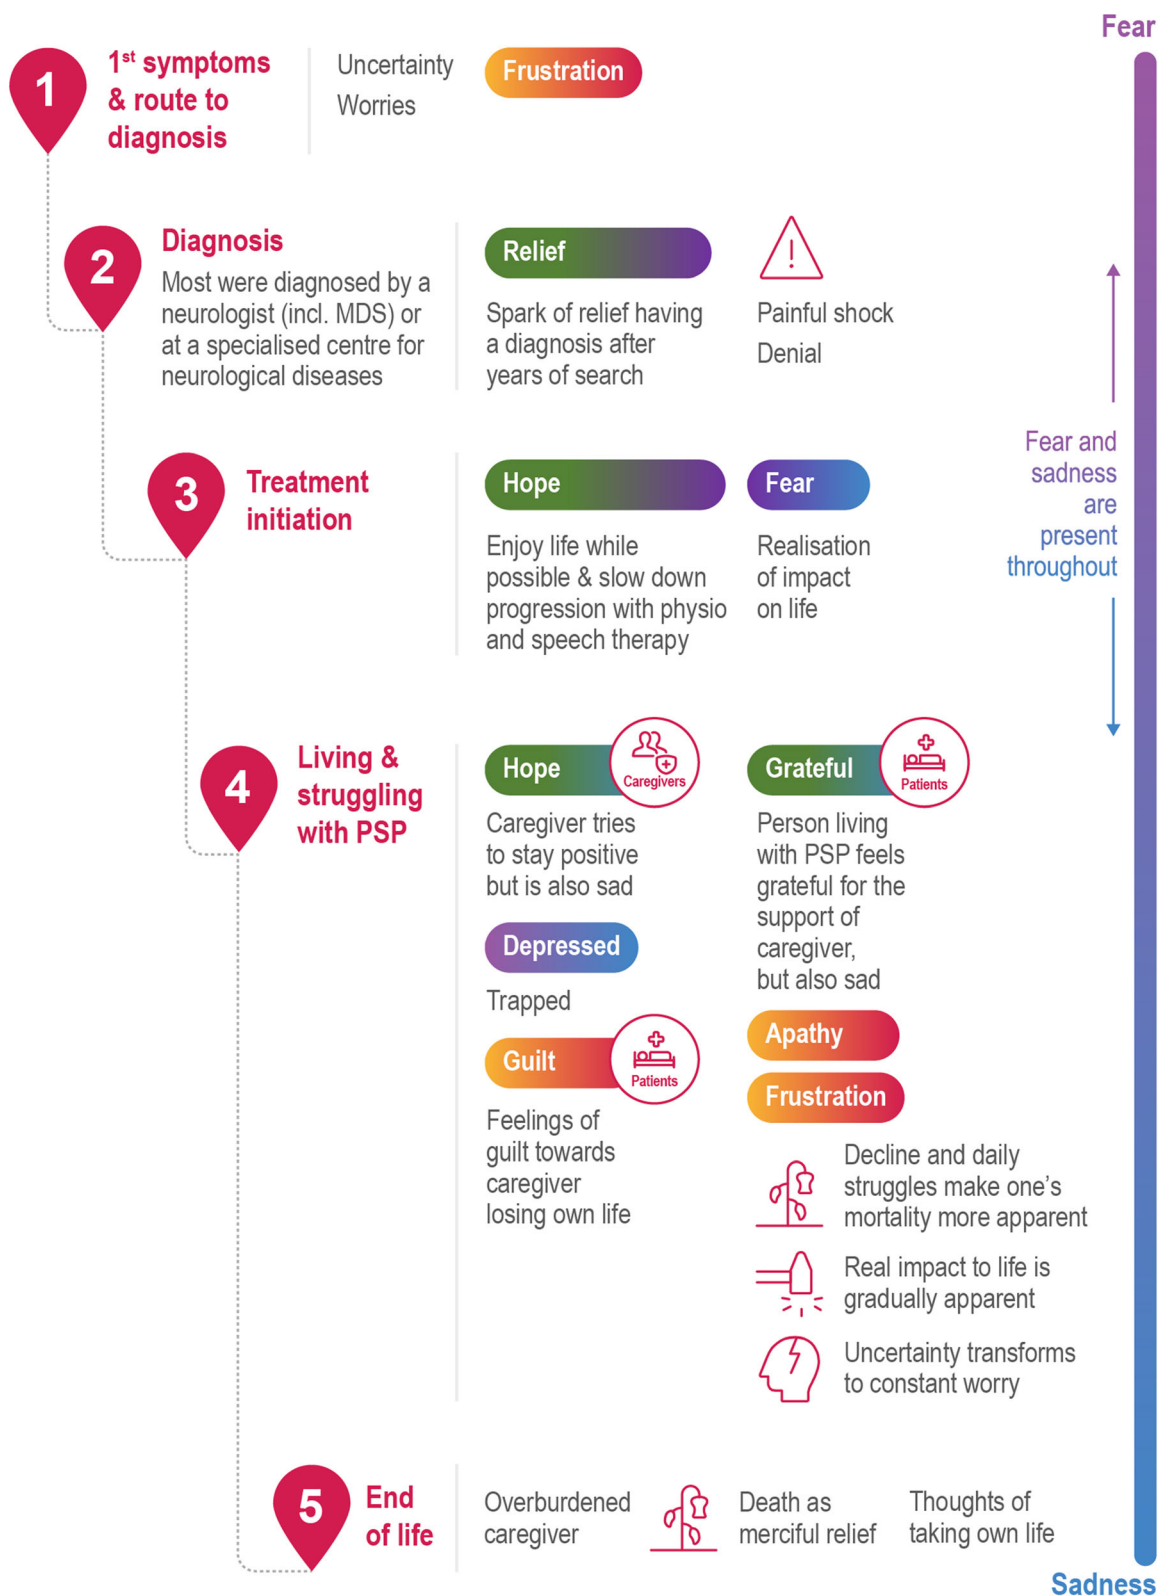 Fear
1
1st symptoms
& route to
diagnosis
Uncertainty
Worries
Frustration
2
Diagnosis
Most were diagnosed by a
neurologist (incl. MDS) or
at a specialised centre for
neurological diseases
Relief
Spark of relief having
a diagnosis after
years of search
!
Painful shock
Denial
Fear and
sadness
are
present
throughout
3
Treatment
initiation
Hope
Enjoy life while
possible & slow down
progression with physio
and speech therapy
Fear
Realisation
of impact
on life
4
Living &
struggling
with PSP
Hope
Caregivers
Caregiver tries
to stay positive
but is also sad
Grateful
Patients
Person living
with PSP feels
grateful for the
support of
caregiver,
but also sad
Depressed
Trapped
Guilt
Patients
Feelings of
guilt towards
caregiver
losing own life
Apathy
Frustration
Decline and daily
struggles make one’s
mortality more apparent
Real impact to life is
gradually apparent
Uncertainty transforms
to constant worry
5
End
of life
Overburdened
caregiver
Death as
merciful relief
Thoughts of
taking own life
Sadness